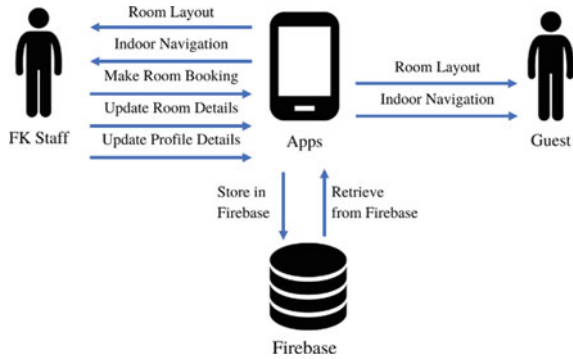 Room Layout
Indoor Navigation
Make Room Booking
Update Room Details
Update Profile Details
FK Staff
Apps
Room Layout
Indoor Navigation
Guest
Store in
Firebase
Retrieve
from Firebase
Firebase